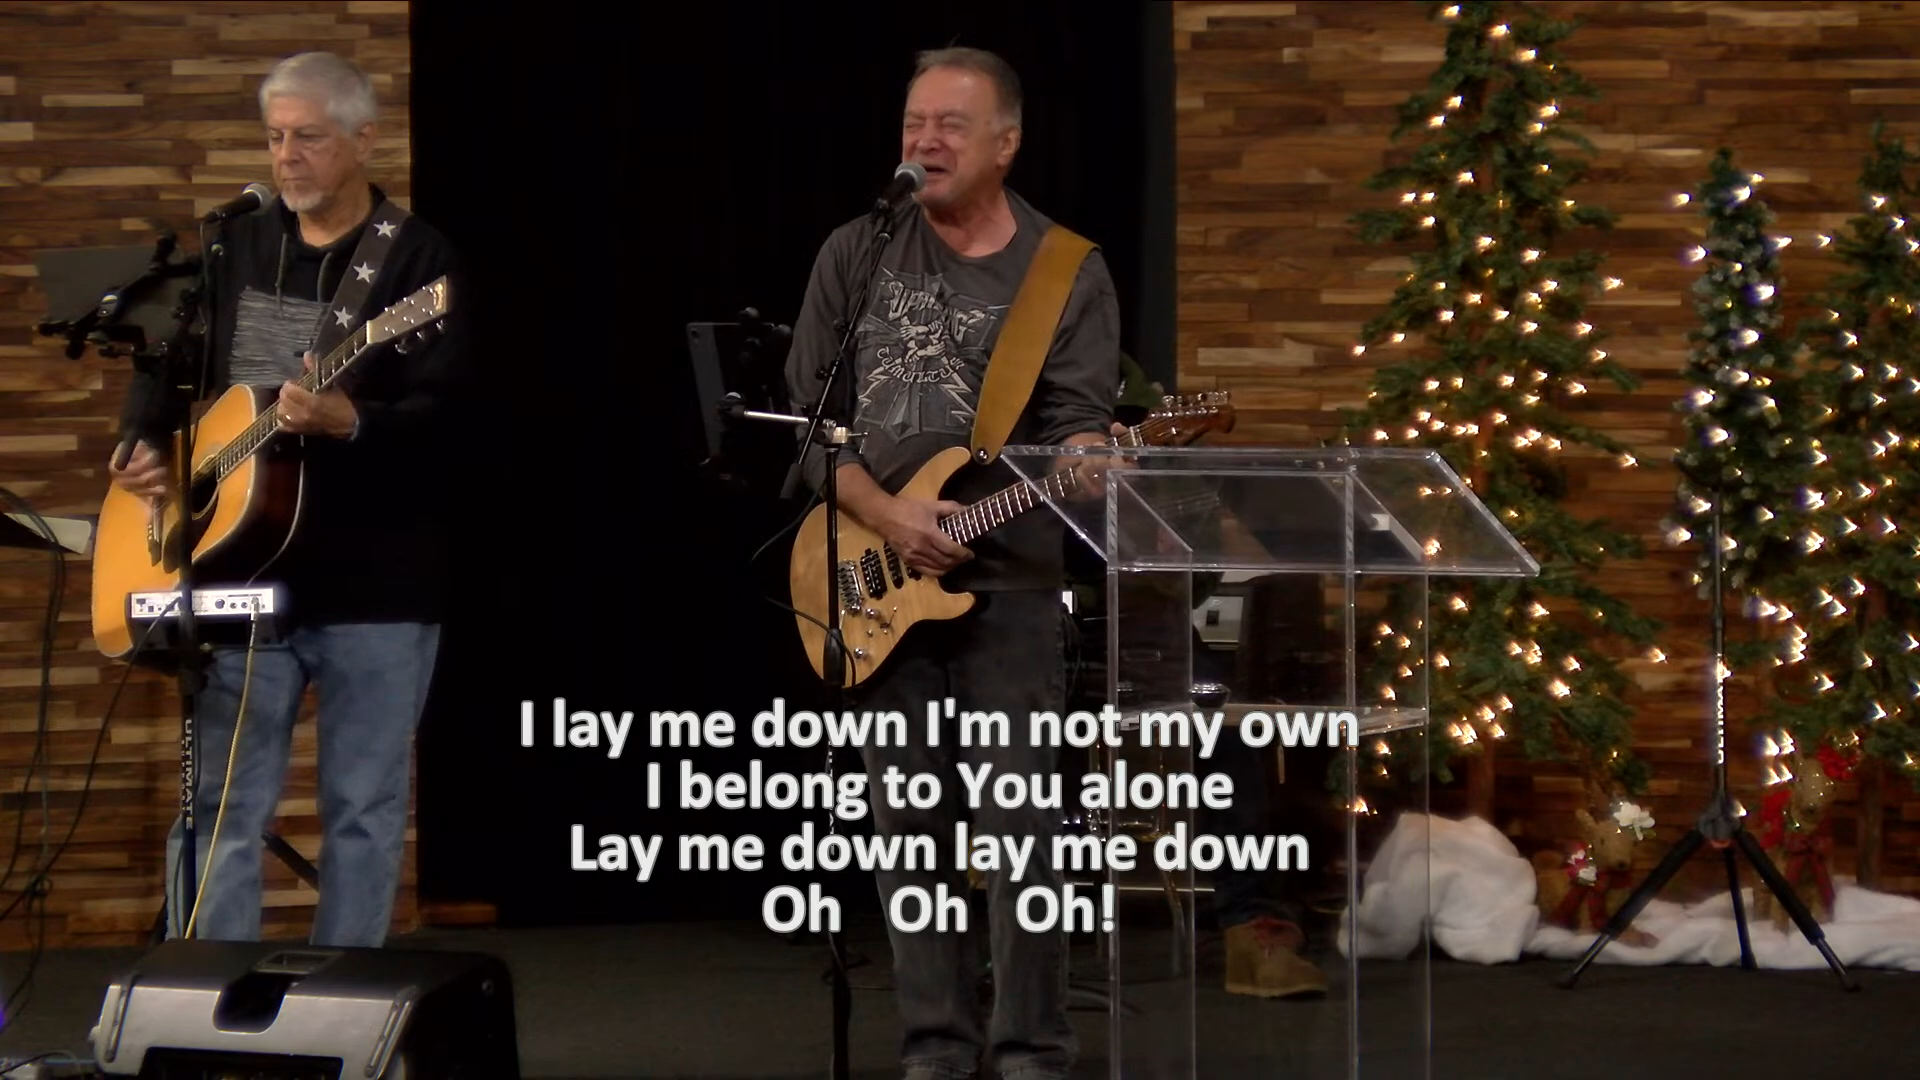 I lay me down I'm not my own
I belong to You alone
Lay me down lay me down
Oh Oh Oh!
ULTIMATE